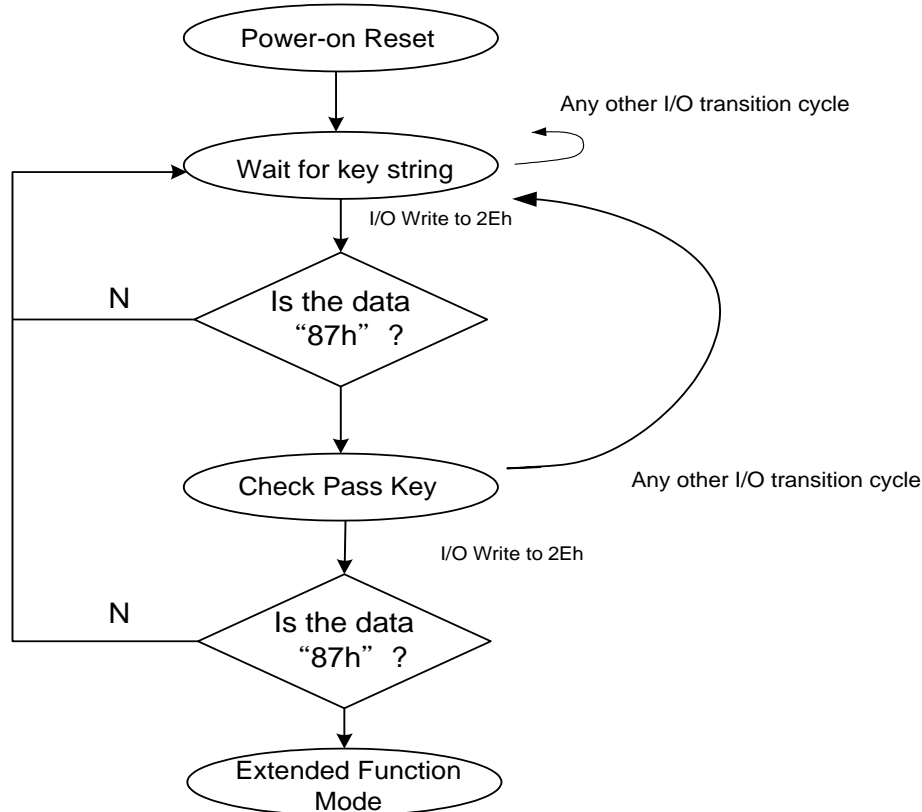 Power-on Reset
Any other I/O transition cycle
Wait for key string
I/O Write to 2Eh
N
Is the data
“87h” ?
Check Pass Key
Any other I/O transition cycle
I/O Write to 2Eh
N
Is the data
“87h” ?
Extended Function
Mode